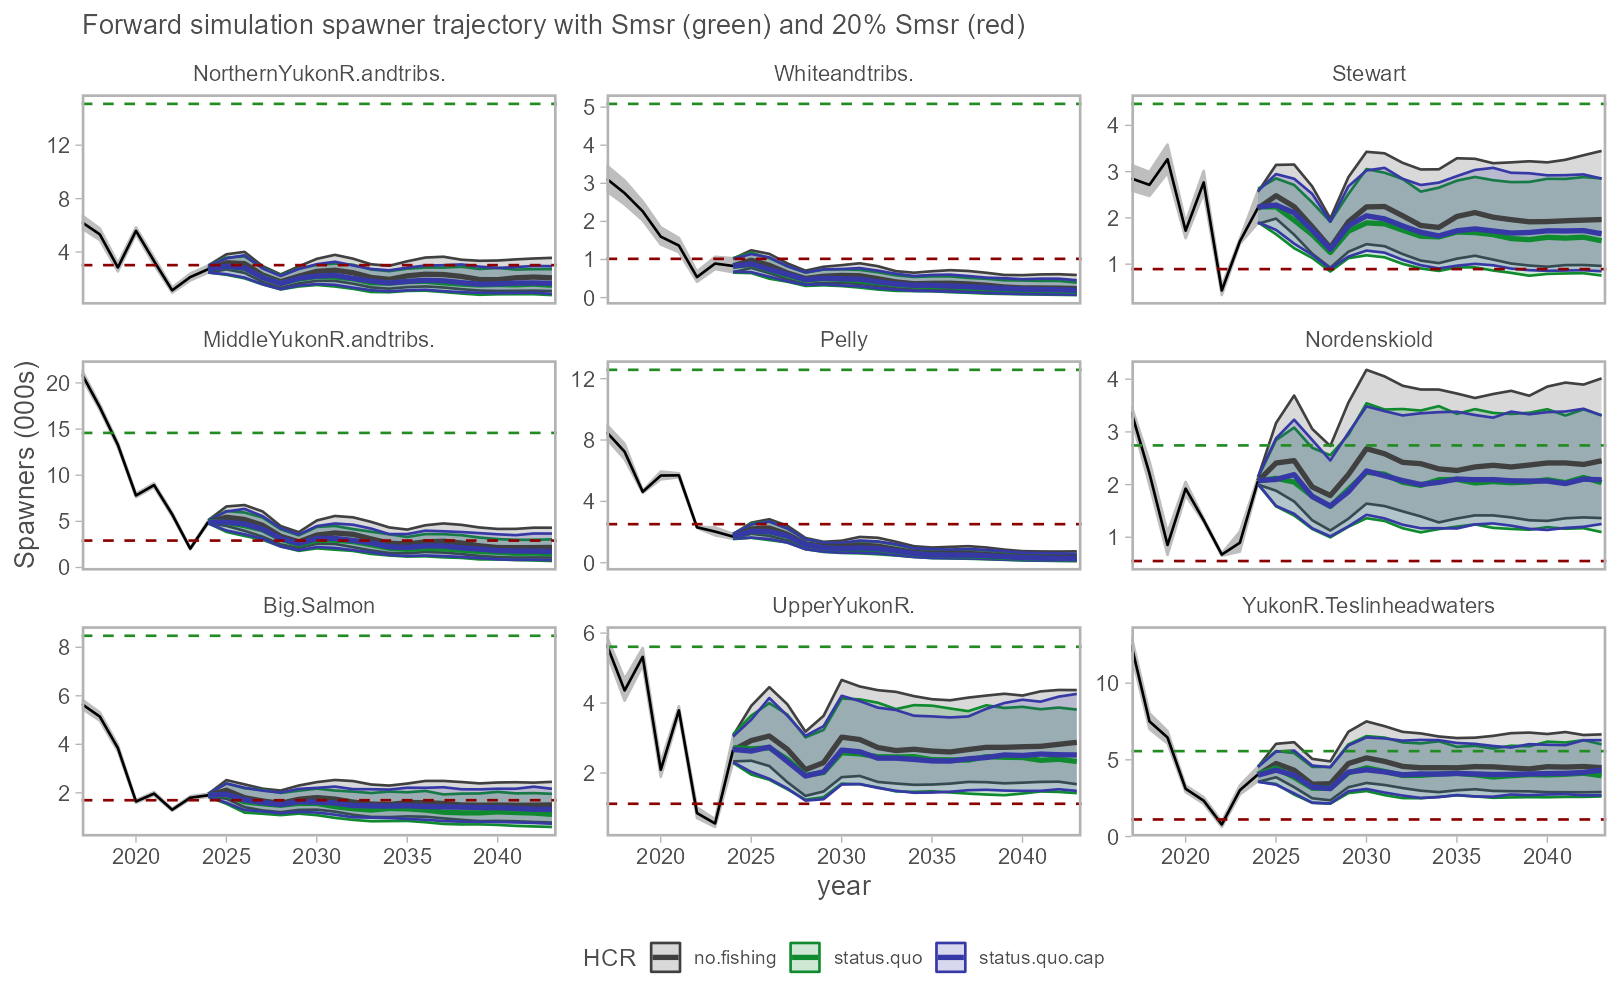 Forward simulation spawner trajectory with Smsr (green) and 20% Smsr (red)
NorthernYukonR.andtribs.
Whiteandtribs.
Stewart
12
8
4
5
4
3
2
1
0
4
3
2
1
MiddleYukonR.andtribs.
Pelly
Nordenskiold
20
15
10
5
0
12
8
4
0
4
3
2
1
Spawners (000s)
Big.Salmon
UpperYukonR.
YukonR.Teslinheadwaters
8
6
4
2
6
4
2
10
5
0
2020 2025 2030 2035 2040
2020 2025 2030 2035 2040
2020 2025 2030 2035 2040
year
HCR no.fishing status.quo status.quo.cap